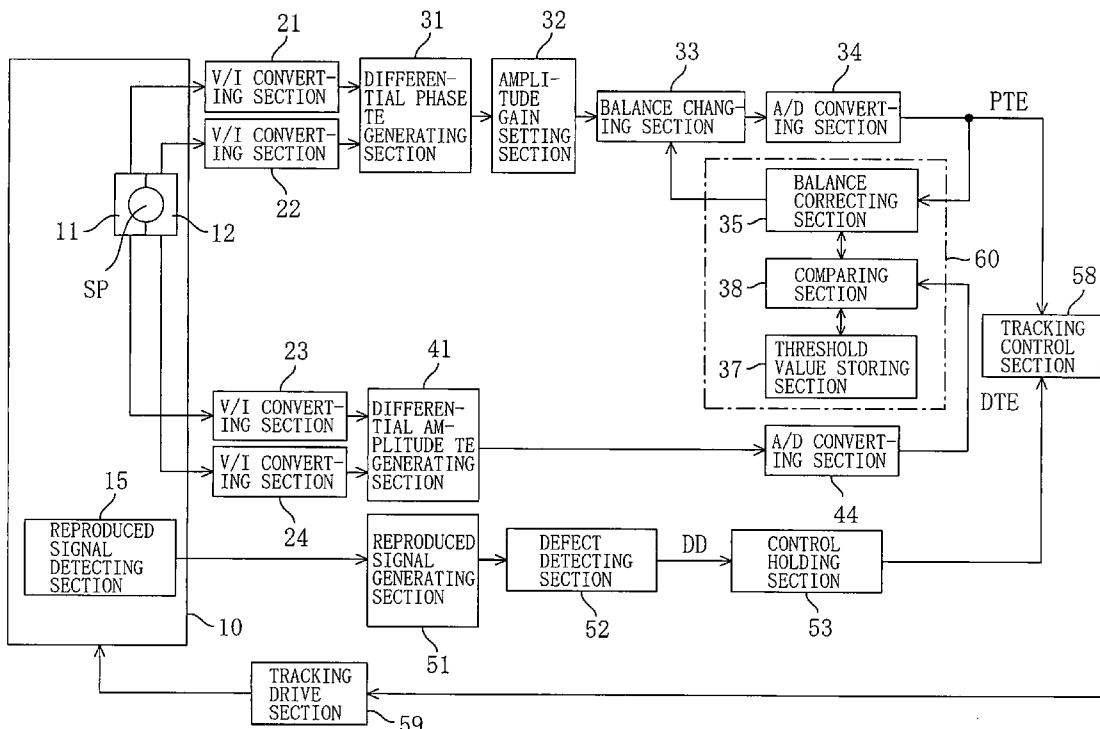 21
V/I CONVERT-
ING SECTION
V/I CONVERT-
ING SECTION
22
31
DIFFEREN-
TIAL PHASE
TE
GENERATING
SECTION
32
AMPLI-
TUDE
GAIN
SETTING
SECTION
33
BALANCE CHANG-
ING SECTION
34
A/D CONVERT-
ING SECTION
PTE
11
12
SP
BALANCE
CORRECTING
SECTION
35
60
COMPARING
SECTION
38
THRESHOLD
VALUE STORING
SECTION
37
58
TRACKING
CONTROL
SECTION
DTE
23
V/I CONVERT-
ING SECTION
V/I CONVERT-
ING SECTION
24
41
DIFFEREN-
TIAL AM-
PLITUDE TE
GENERATING
SECTION
A/D CONVERT-
ING SECTION
44
15
REPRODUCED
SIGNAL
DETECTING
SECTION
10
REPRODUCED
SIGNAL
GENERATING
SECTION
51
DEFECT
DETECTING
SECTION
52
DD
CONTROL
HOLDING
SECTION
53
TRACKING
DRIVE
SECTION
59